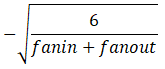 −√(6 / (fanin + fanout))